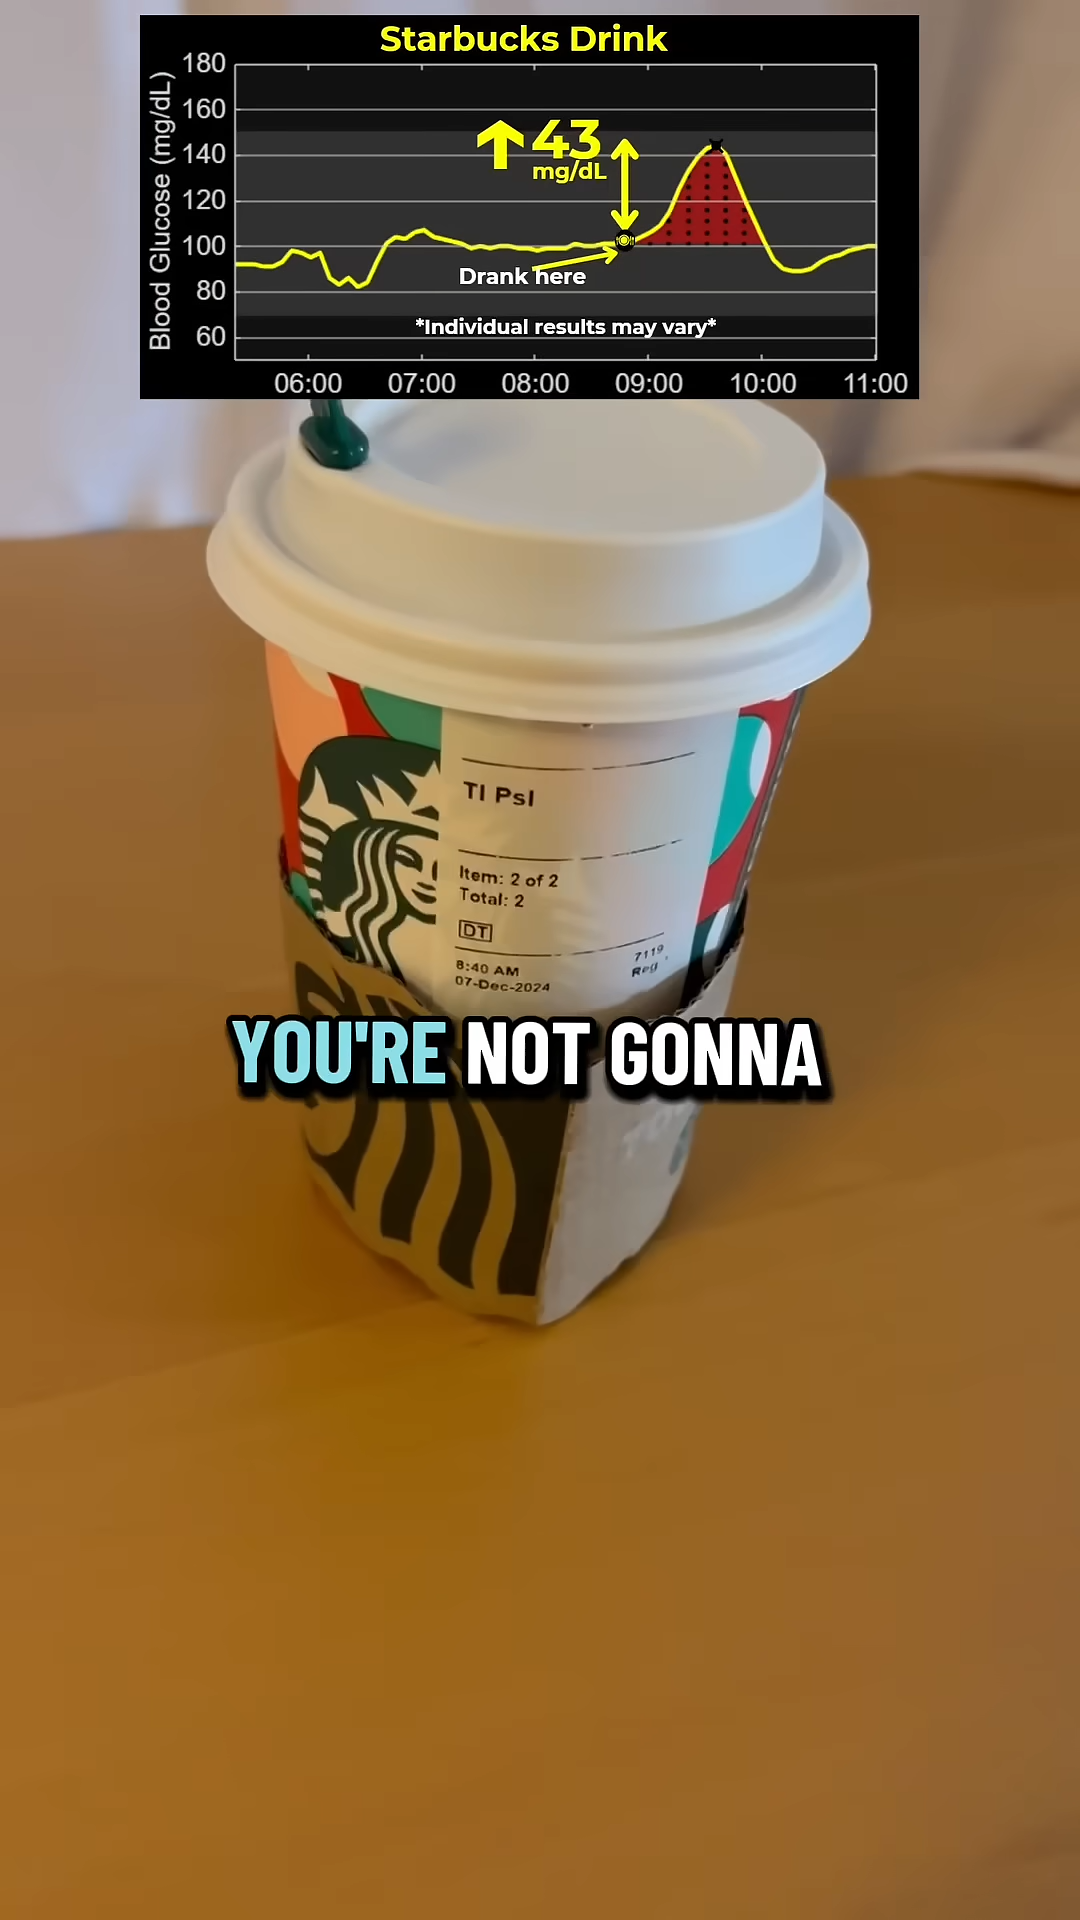 Starbucks Drink
180
160
140
120
100
80
60
Blood Glucose (mg/dL)
43
mg/dL
Drank here
*Individual results may vary*
06:00 07:00 08:00 09:00 10:00 11:00
TI Psl
Item: 2 of 2
Total: 2
DT
7119
Reg
8:40 AM
07-Dec-2024
YOU'RE NOT GONNA